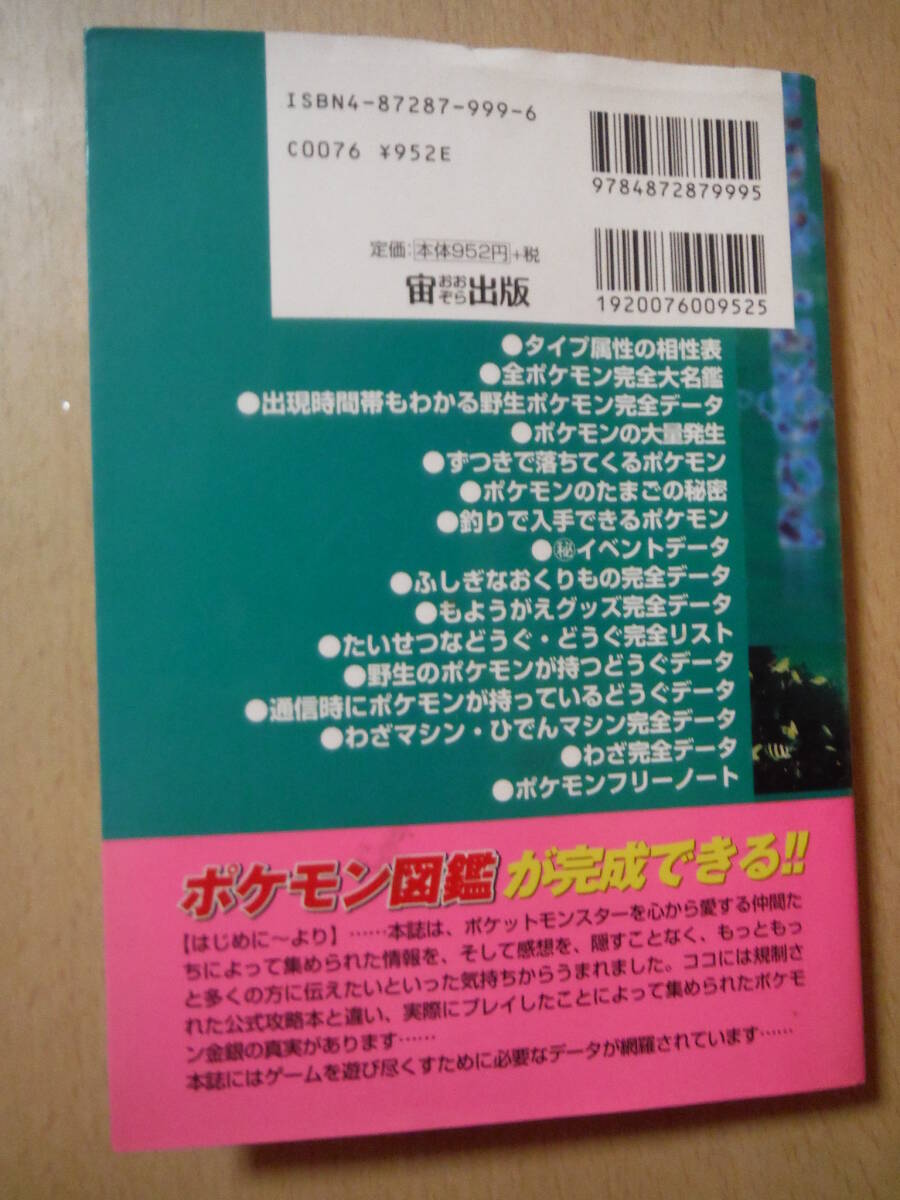 ISBN4-87287-999-6
C0076 ¥952E
9784872879995
定価:本体952円+税
宙おおぞら出版
1920076009525
●タイプ属性の相性表
●全ポケモン完全大名鑑
●出現時間帯もわかる野生ポケモン完全データ
●ポケモンの大量発生
●ずつきで落ちてくるポケモン
●ポケモンのたまごの秘密
●釣りで入手できるポケモン
●㊙イベントデータ
●ふしぎなおくりもの完全データ
●もようがえグッズ完全データ
●たいせつなどうぐ・どうぐ完全リスト
●野生のポケモンが持つどうぐデータ
●通信時にポケモンが持っているどうぐデータ
●わざマシン・ひでんマシン完全データ
●わざ完全データ
●ポケモンフリーノート
ポケモン図鑑が完成できる!!
【はじめに〜より】……本誌は、ポケットモンスターを心から愛する仲間た
ちによって集められた情報を、そして感想を、隠すことなく、もっともっ
と多くの方に伝えたいといった気持ちからうまれました。ココには規制さ
れた公式攻略本と違い、実際にプレイしたことによって集められたポケモ
ン金銀の真実があります……
本誌にはゲームを遊び尽くすために必要なデータが網羅されています……